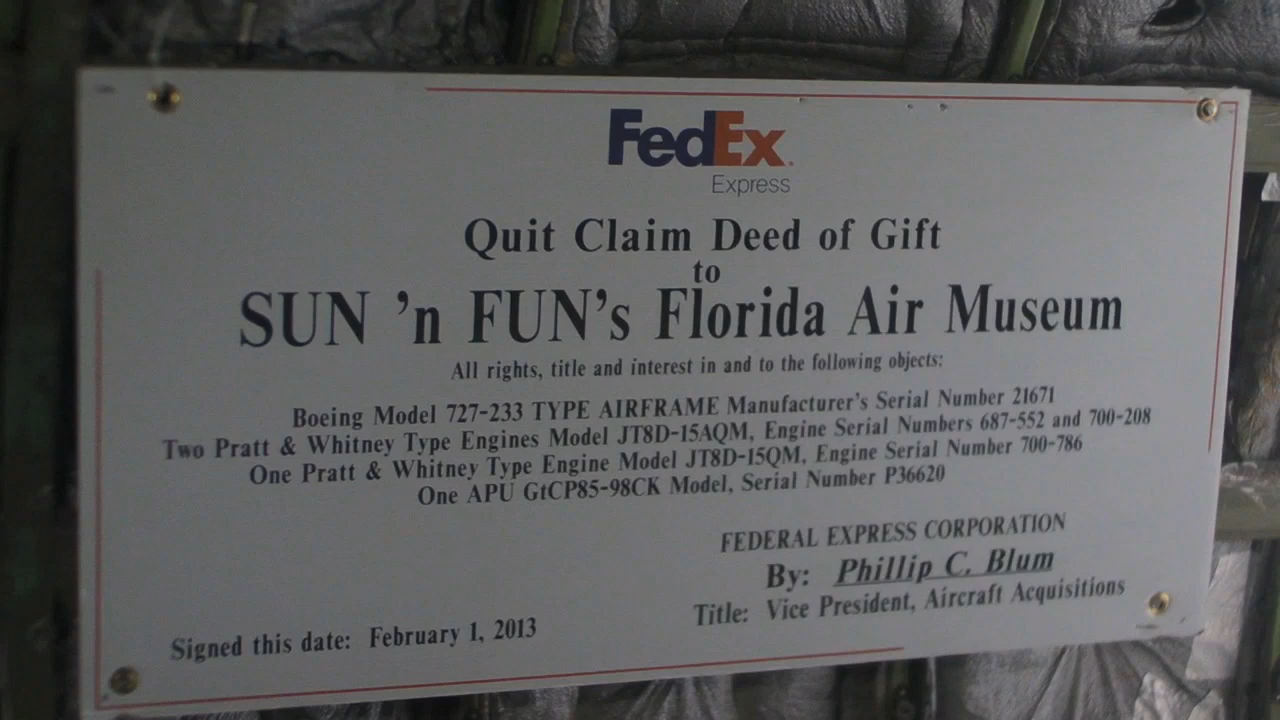 FedEx.
Express
Quit Claim Deed of Gift
to
SUN 'n FUN's Florida Air Museum
All rights, title and interest in and to the following objects:
Boeing Model 727-233 TYPE AIRFRAME Manufacturer's Serial Number 21671
Two Pratt & Whitney Type Engines Model JT8D-15AQM, Engine Serial Numbers 687-552 and 700-208
One Pratt & Whitney Type Engine Model JT8D-15QM, Engine Serial Number 700-786
One APU GtCP85-98CK Model, Serial Number P36620
FEDERAL EXPRESS CORPORATION
By: Phillip C. Blum
Title: Vice President, Aircraft Acquisitions
Signed this date: February 1, 2013